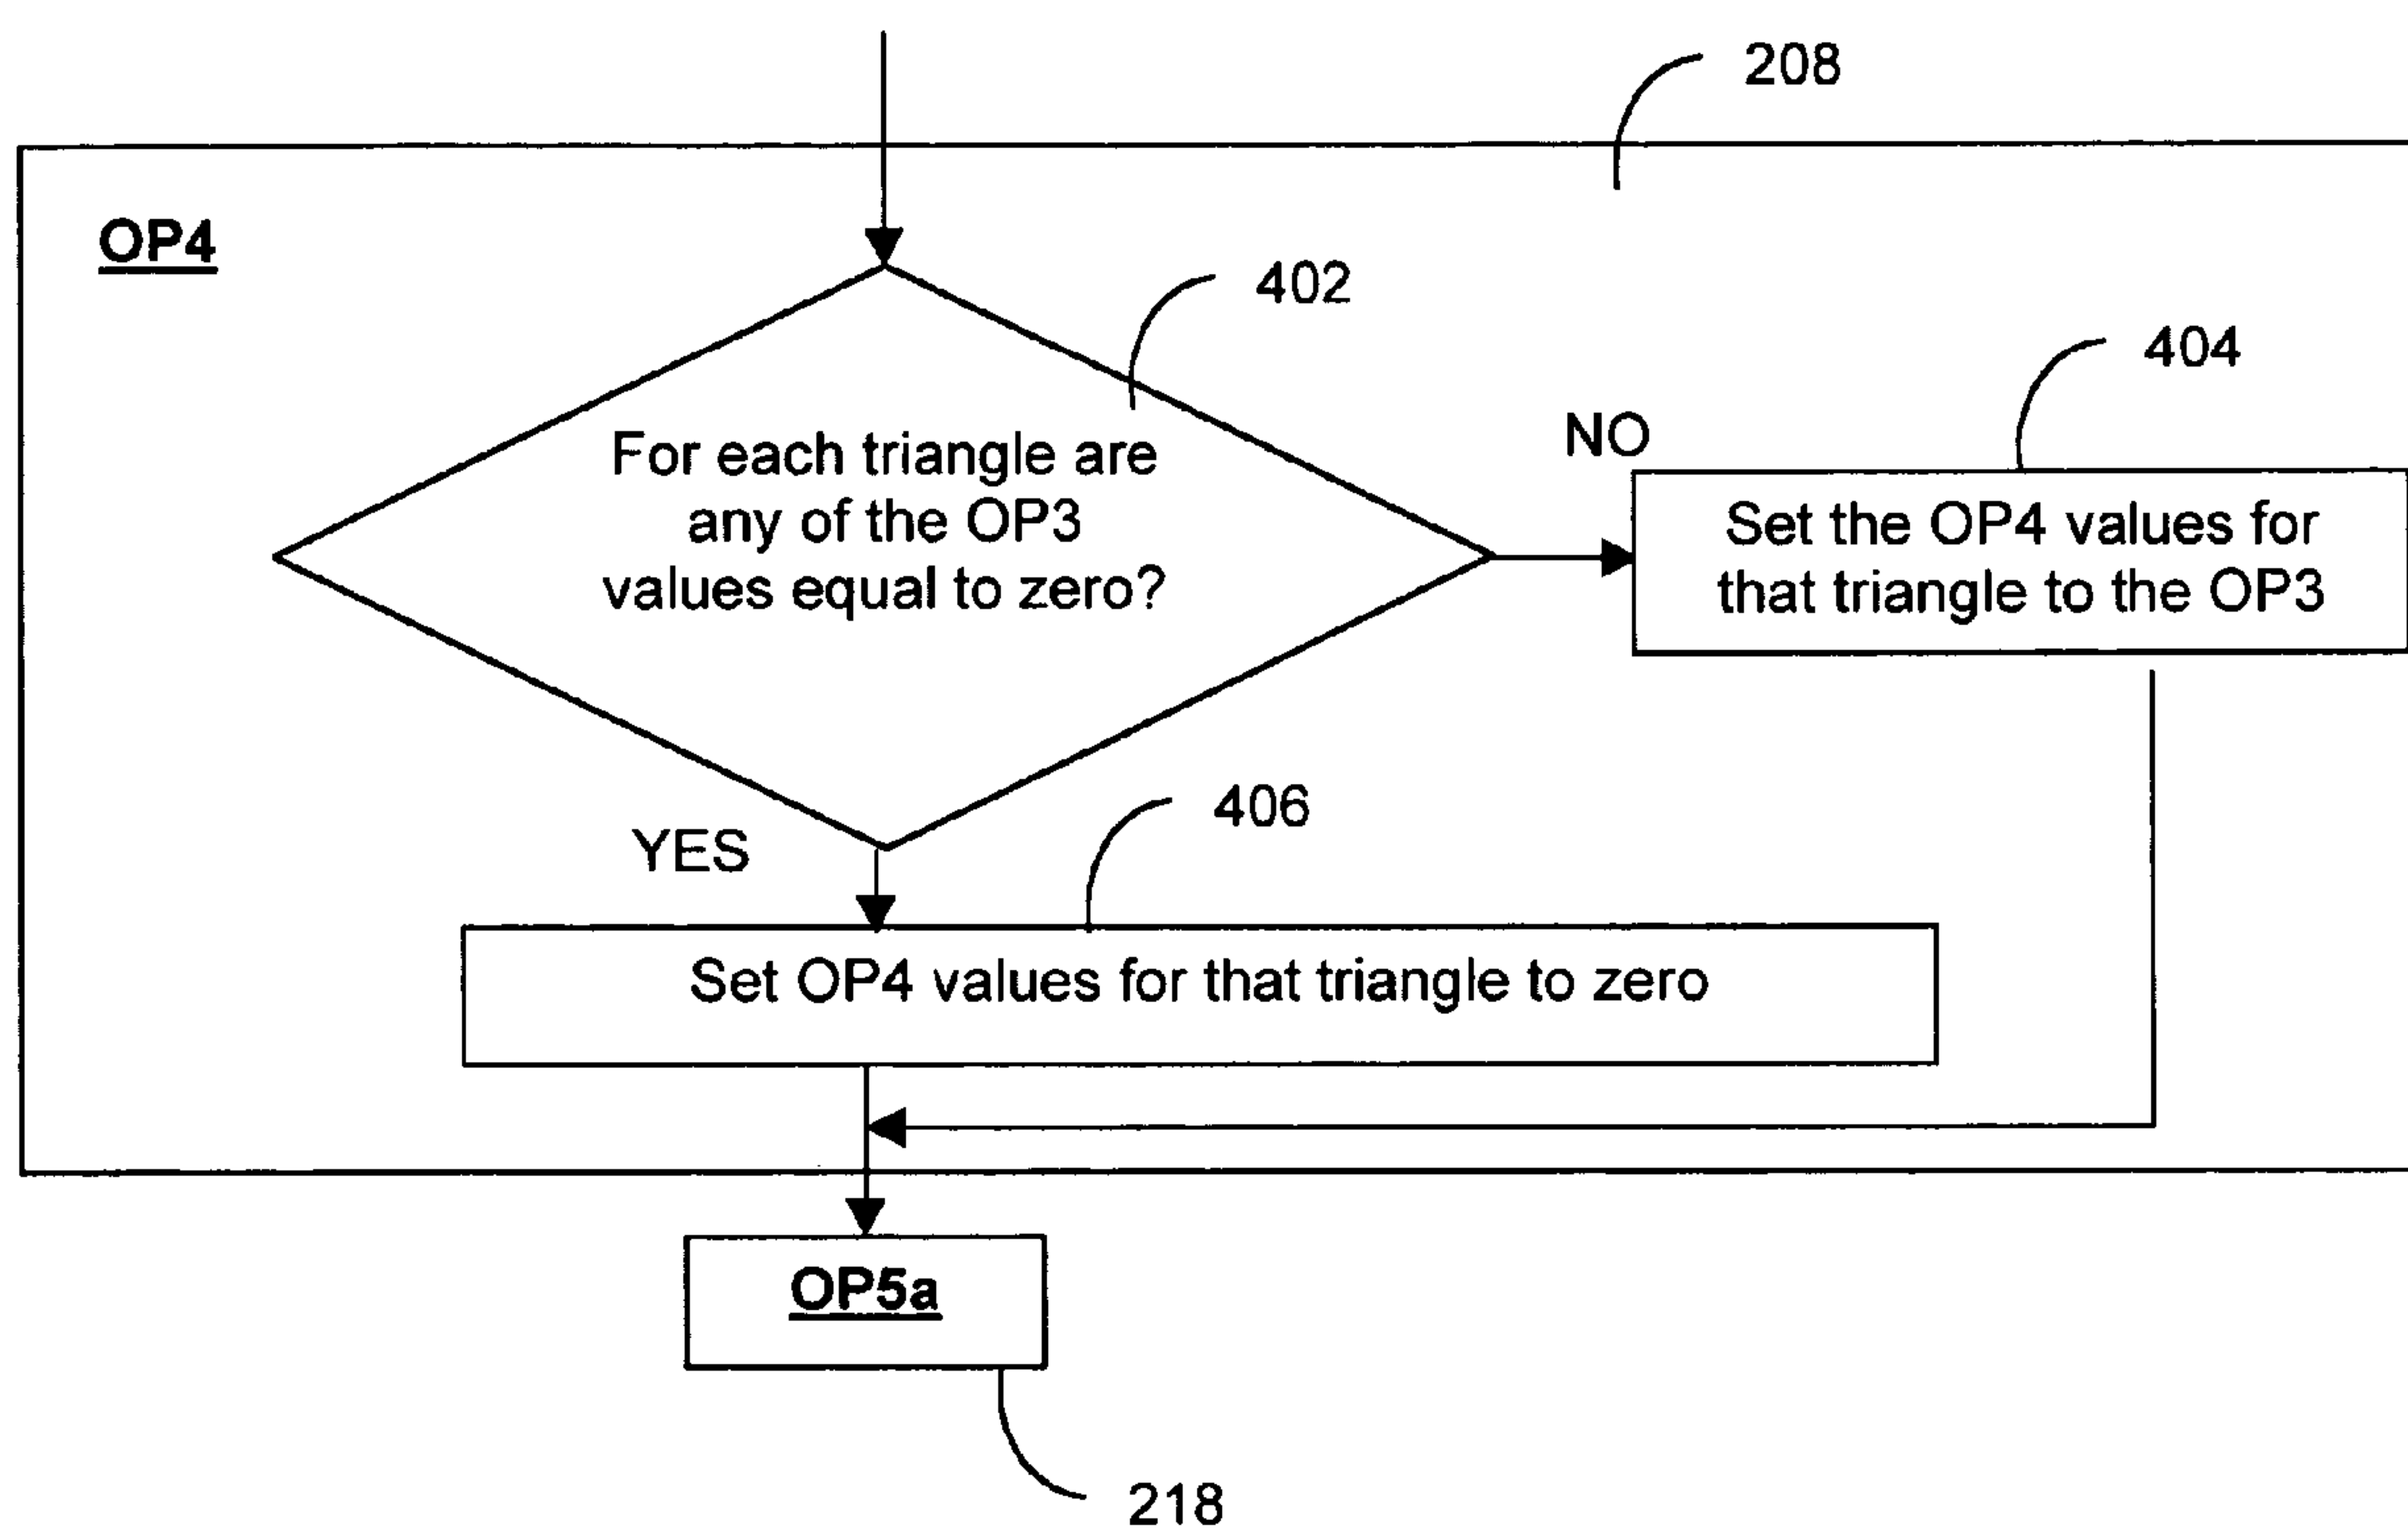 208
OP4
402
404
For each triangle are
any of the OP3
values equal to zero?
NO
Set the OP4 values for
that triangle to the OP3
406
YES
Set OP4 values for that triangle to zero
OP5a
218